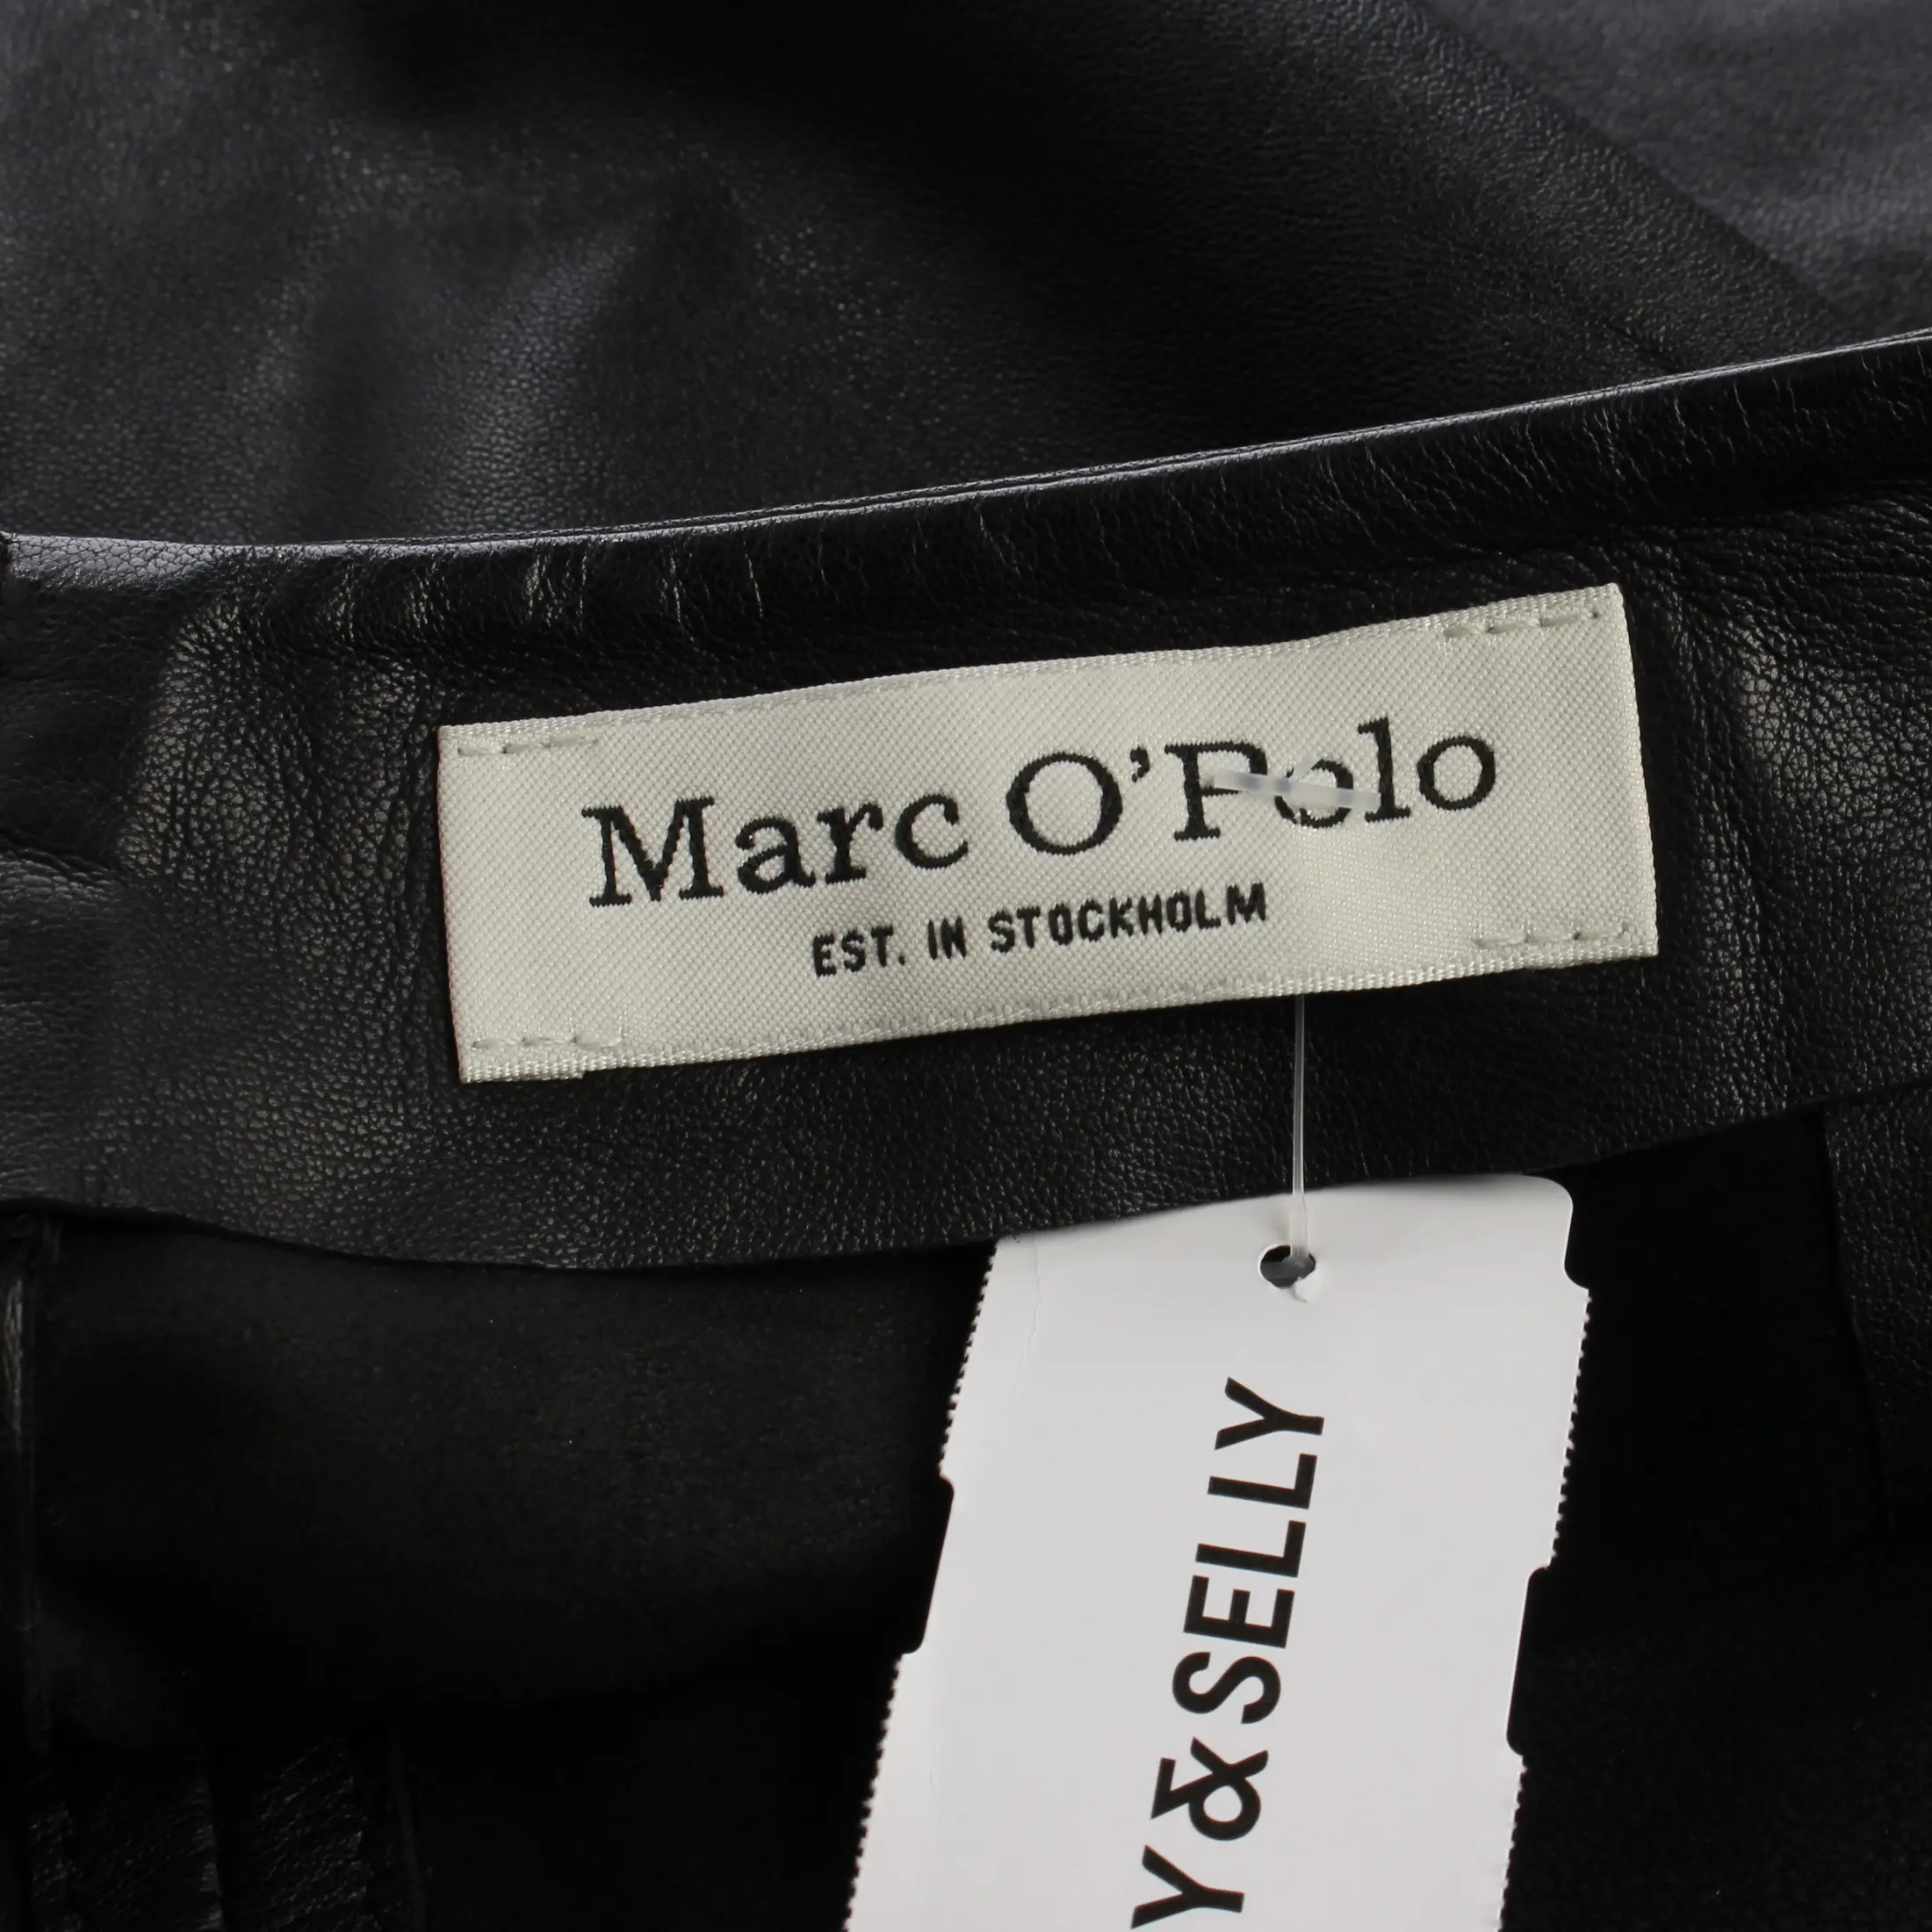 Marc O'Polo
EST. IN STOCKHOLM
Y&SELLY